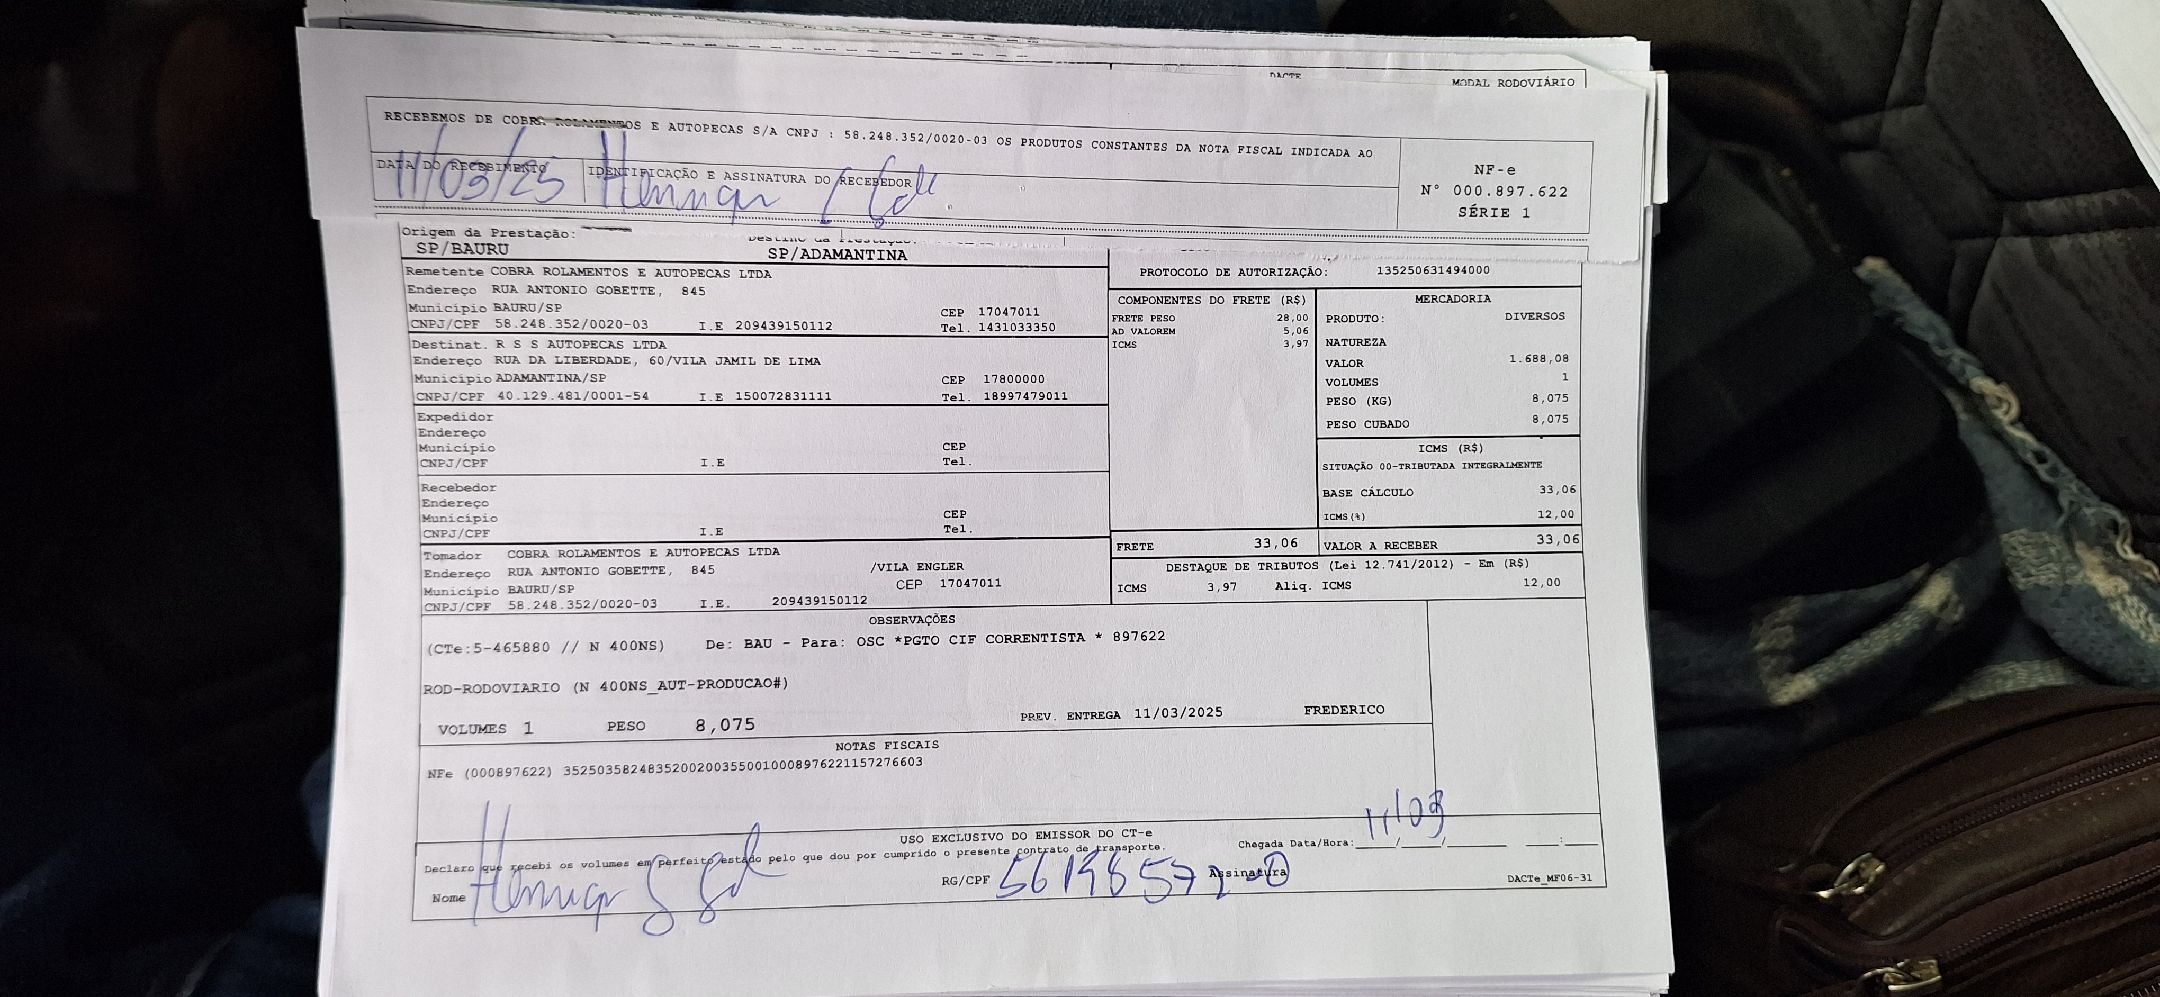 DACTE
MODAL RODOVIÁRIO
RECEBEMOS DE COBRA ROLAMENTOS E AUTOPECAS S/A CNPJ : 58.248.352/0020-03 OS PRODUTOS CONSTANTES DA NOTA FISCAL INDICADA AO
DATA DO RECEBIMENTO
11/03/25
IDENTIFICAÇÃO E ASSINATURA DO RECEBEDOR
NF-e
N° 000.897.622
SÉRIE 1
Origem da Prestação:
SP/BAURU
Destino da Prestação:
SP/ADAMANTINA
Remetente COBRA ROLAMENTOS E AUTOPECAS LTDA
Endereço RUA ANTONIO GOBETTE, 845
Município BAURU/SP CEP 17047011
CNPJ/CPF 58.248.352/0020-03 I.E 209439150112 Tel. 1431033350
Destinat. R S S AUTOPECAS LTDA
Endereço RUA DA LIBERDADE, 60/VILA JAMIL DE LIMA
Município ADAMANTINA/SP CEP 17800000
CNPJ/CPF 40.129.481/0001-54 I.E 150072831111 Tel. 18997479011
Expedidor
Endereço
Município CEP
CNPJ/CPF I.E Tel.
Recebedor
Endereço
Município CEP
CNPJ/CPF I.E Tel.
Tomador COBRA ROLAMENTOS E AUTOPECAS LTDA
Endereço RUA ANTONIO GOBETTE, 845 /VILA ENGLER
Município BAURU/SP CEP 17047011
CNPJ/CPF 58.248.352/0020-03 I.E. 209439150112
PROTOCOLO DE AUTORIZAÇÃO: 135250631494000
COMPONENTES DO FRETE (R$)
FRETE PESO 28,00
AD VALOREM 5,06
ICMS 3,97
FRETE 33,06
MERCADORIA
PRODUTO: DIVERSOS
NATUREZA
VALOR 1.688,08
VOLUMES 1
PESO (KG) 8,075
PESO CUBADO 8,075
ICMS (R$)
SITUAÇÃO 00-TRIBUTADA INTEGRALMENTE
BASE CÁLCULO 33,06
ICMS(%) 12,00
VALOR A RECEBER 33,06
DESTAQUE DE TRIBUTOS (Lei 12.741/2012) - Em (R$)
ICMS 3,97 Aliq. ICMS 12,00
OBSERVAÇÕES
(CTe:5-465880 // N 400NS) De: BAU - Para: OSC *PGTO CIF CORRENTISTA * 897622
ROD-RODOVIARIO (N 400NS_AUT-PRODUCAO#)
VOLUMES 1 PESO 8,075 PREV. ENTREGA 11/03/2025 FREDERICO
NOTAS FISCAIS
NFe (000897622) 35250358248352002003550010008976221157276603
USO EXCLUSIVO DO EMISSOR DO CT-e
Declaro que recebi os volumes em perfeito estado pelo que dou por cumprido o presente contrato de transporte.
Chegada Data/Hora: 11/03
Nome
RG/CPF
Assinatura
DACTe_MF06-31